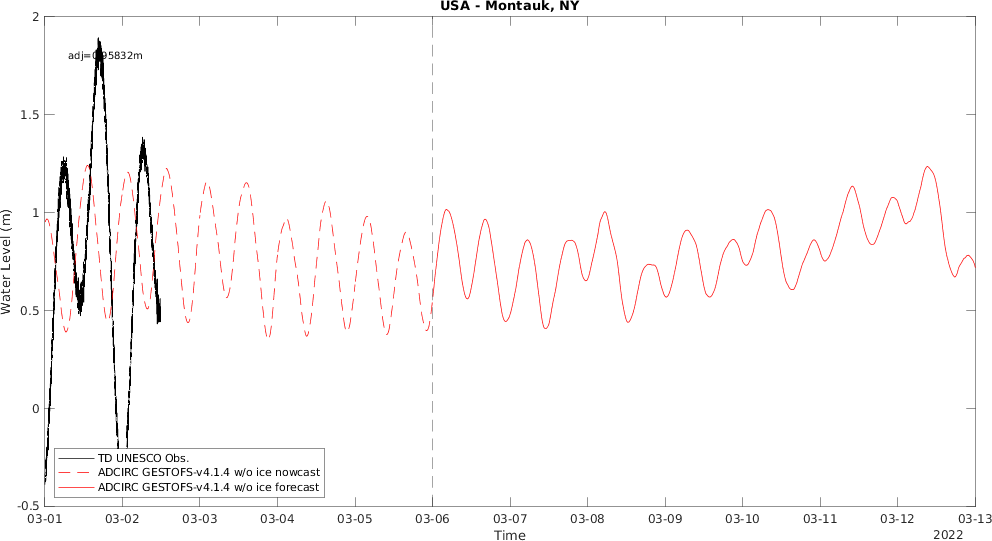 USA - Montauk, NY
2
adj=0.95832m
1.5
1
Water Level (m)
0.5
0
TD UNESCO Obs.
ADCIRC GESTOFS-v4.1.4 w/o ice nowcast
ADCIRC GESTOFS-v4.1.4 w/o ice forecast
-0.5
03-01 03-02 03-03 03-04 03-05 03-06 03-07 03-08 03-09 03-10 03-11 03-12 03-13
Time
2022